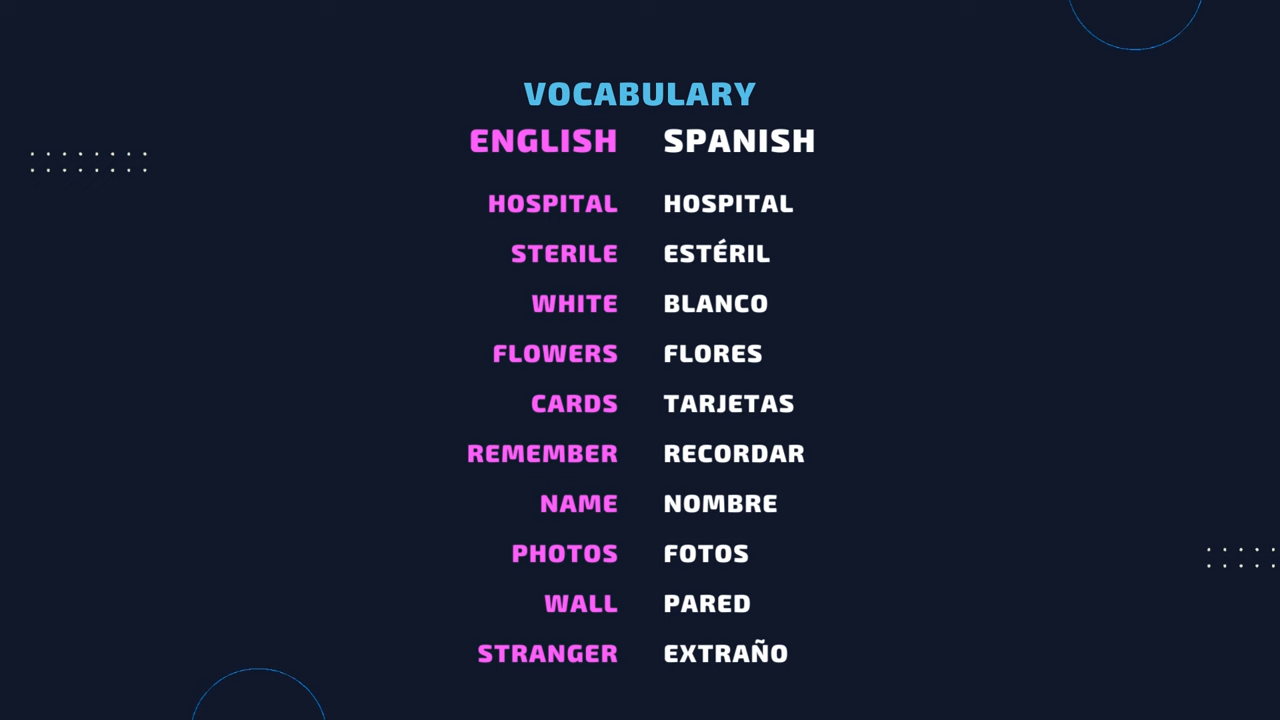 VOCABULARY
ENGLISH SPANISH
HOSPITAL HOSPITAL
STERILE ESTÉRIL
WHITE BLANCO
FLOWERS FLORES
CARDS TARJETAS
REMEMBER RECORDAR
NAME NOMBRE
PHOTOS FOTOS
WALL PARED
STRANGER EXTRAÑO